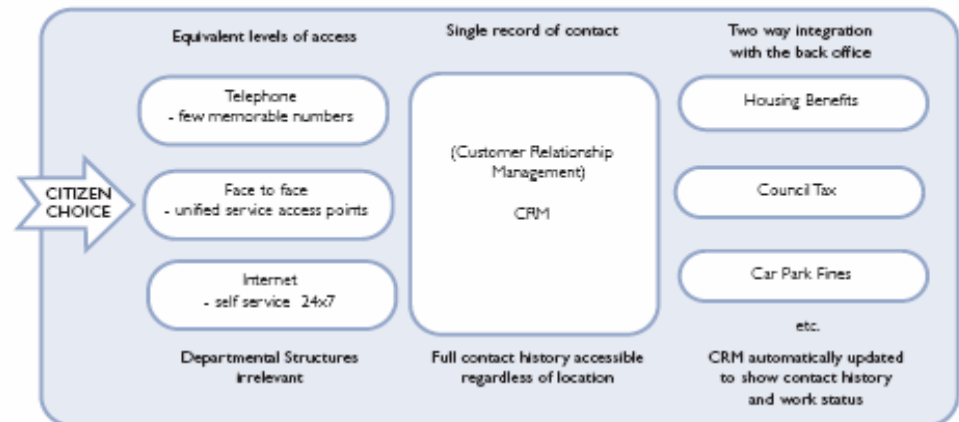 Equivalent levels of access
Single record of contact
Two way integration
with the back office
CITIZEN
CHOICE
Telephone
- few memorable numbers
Face to face
- unified service access points
Internet
- self service 24x7
(Customer Relationship
Management)
CRM
Housing Benefits
Council Tax
Car Park Fines
etc.
Departmental Structures
irrelevant
Full contact history accessible
regardless of location
CRM automatically updated
to show contact history
and work status